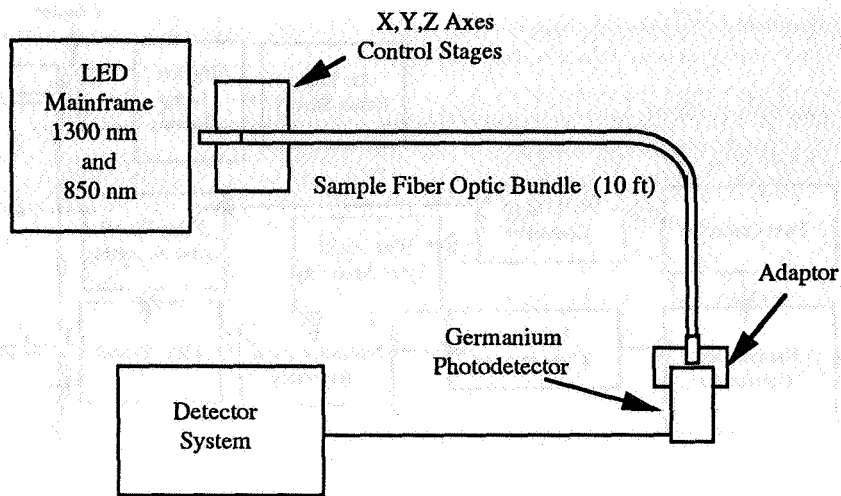 X,Y,Z Axes
Control Stages
LED
Mainframe
1300 nm
and
850 nm
Sample Fiber Optic Bundle (10 ft)
Adaptor
Germanium
Photodetector
Detector
System